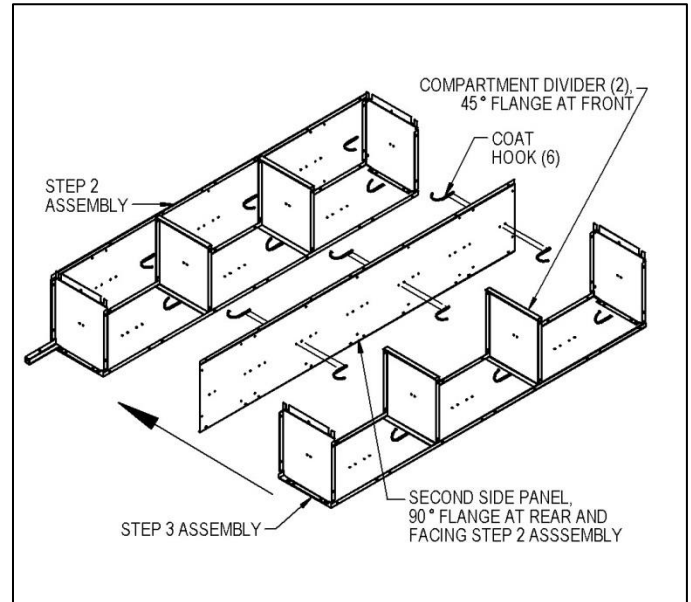 COMPARTMENT DIVIDER (2),
45° FLANGE AT FRONT
COAT
HOOK (6)
STEP 2
ASSEMBLY
STEP 3 ASSEMBLY
SECOND SIDE PANEL,
90° FLANGE AT REAR AND
FACING STEP 2 ASSSEMBLY